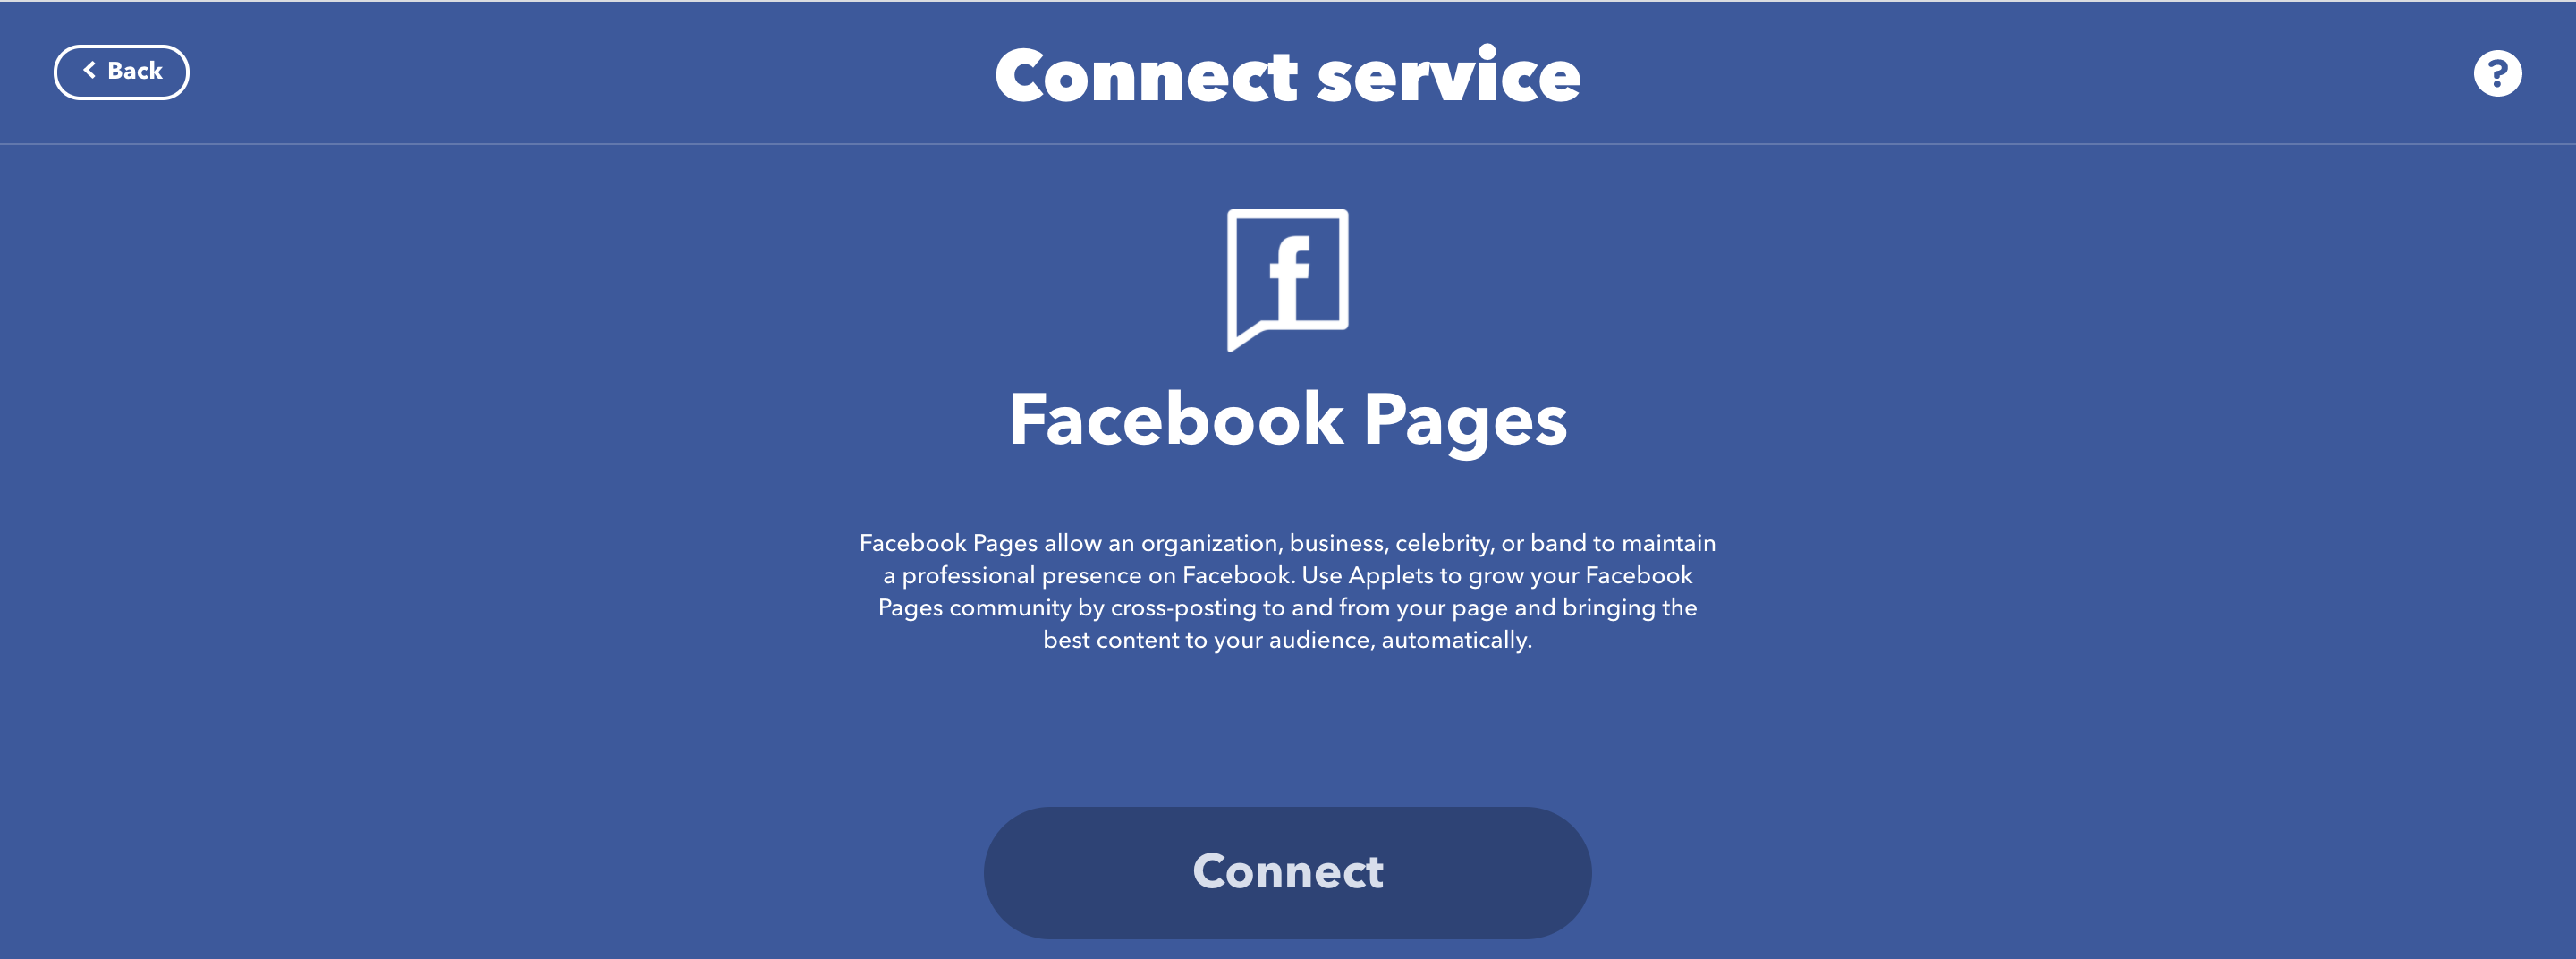 Back
Connect service
?
f
Facebook Pages
Facebook Pages allow an organization, business, celebrity, or band to maintain
a professional presence on Facebook. Use Applets to grow your Facebook
Pages community by cross-posting to and from your page and bringing the
best content to your audience, automatically.
Connect